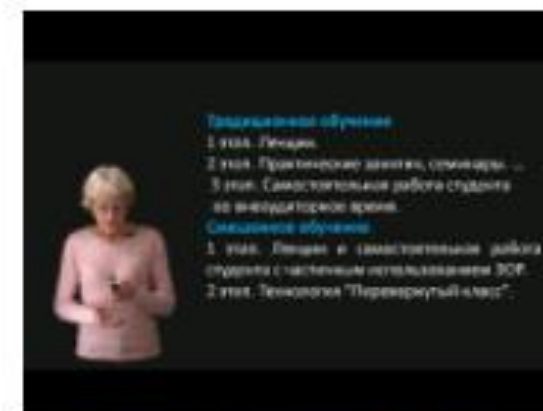 Традиционное обучение
1 этап. Лекции.
2 этап. Практические занятия, семинары. ...
3 этап. Самостоятельная работа студента
во внеаудиторное время.
Смешанное обучение
1 этап. Лекции и самостоятельная работа
студента с частичным использованием ЭОР.
2 этап. Технология "Перевернутый класс".